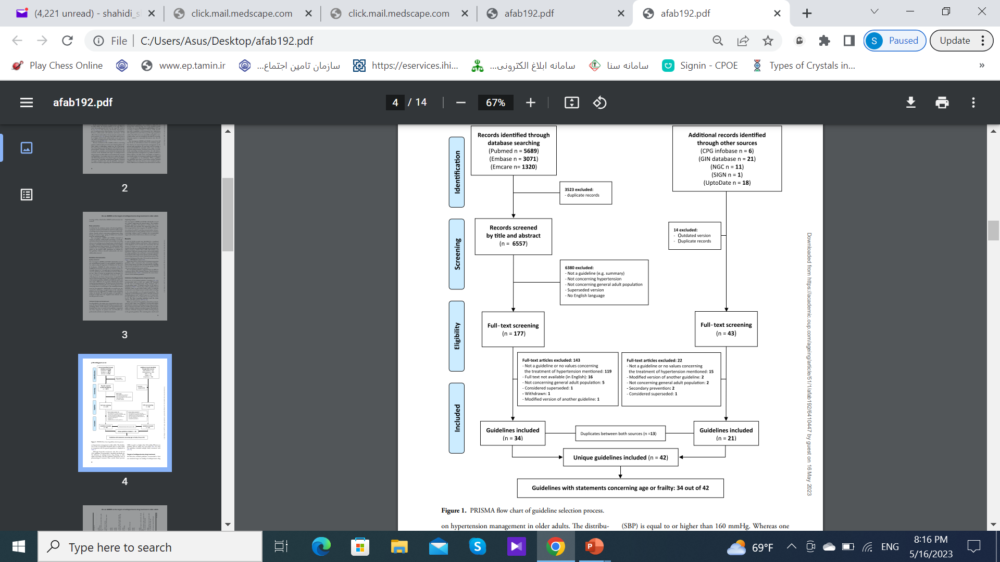 (4,221 unread) - shahidi_s
click.mail.medscape.com
click.mail.medscape.com
afab192.pdf
afab192.pdf
File
C:/Users/Asus/Desktop/afab192.pdf
S
Paused
Update
Play Chess Online
www.ep.tamin.ir
سازمان تامین اجتماع...
https://eservices.ihi...
سامانه ابلاغ الکترونی...
سامانه سنا
Signin - CPOE
Types of Crystals in...
»
afab192.pdf
4 / 14
67%
2
3
4
Identification
Records identified through
database searching
(Pubmed n = 5689)
(Embase n = 3071)
(Emcare n= 1320)
Additional records identified
through other sources
(CPG infobase n = 6)
(GIN database n = 21)
(NGC n = 11)
(SIGN n = 1)
(UptoDate n = 18)
3523 excluded:
- duplicate records
Screening
Records screened
by title and abstract
(n = 6557)
14 excluded:
- Outdated version
- Duplicate records
6380 excluded:
- Not a guideline (e.g. summary)
- Not concerning hypertension
- Not concerning general adult population
- Superseded version
- No English language
Eligibility
Full-text screening
(n = 177)
Full-text screening
(n = 43)
Full-text articles excluded: 143
- Not a guideline or no values concerning
the treatment of hypertension mentioned: 119
- Full text not available (in English): 16
- Not concerning general adult population: 5
- Considered superseded: 1
- Withdrawn: 1
- Modified version of another guideline: 1
Full-text articles excluded: 22
- Not a guideline or no values concerning
the treatment of hypertension mentioned: 15
- Modified version of another guideline: 2
- Not concerning general adult population: 2
- Secondary prevention: 2
- Considered superseded: 1
Included
Guidelines included
(n = 34)
Duplicates between both sources (n =13)
Guidelines included
(n = 21)
Unique guidelines included (n = 42)
Guidelines with statements concerning age or frailty: 34 out of 42
Downloaded from https://academic.oup.com/ageing/article/51/1/afab192/6410447 by guest on 16 May 2023
Figure 1. PRISMA flow chart of guideline selection process.
on hypertension management in older adults. The distribu-
(SBP) is equal to or higher than 160 mmHg. Whereas one
Type here to search
69°F
ENG
8:16 PM
5/16/2023